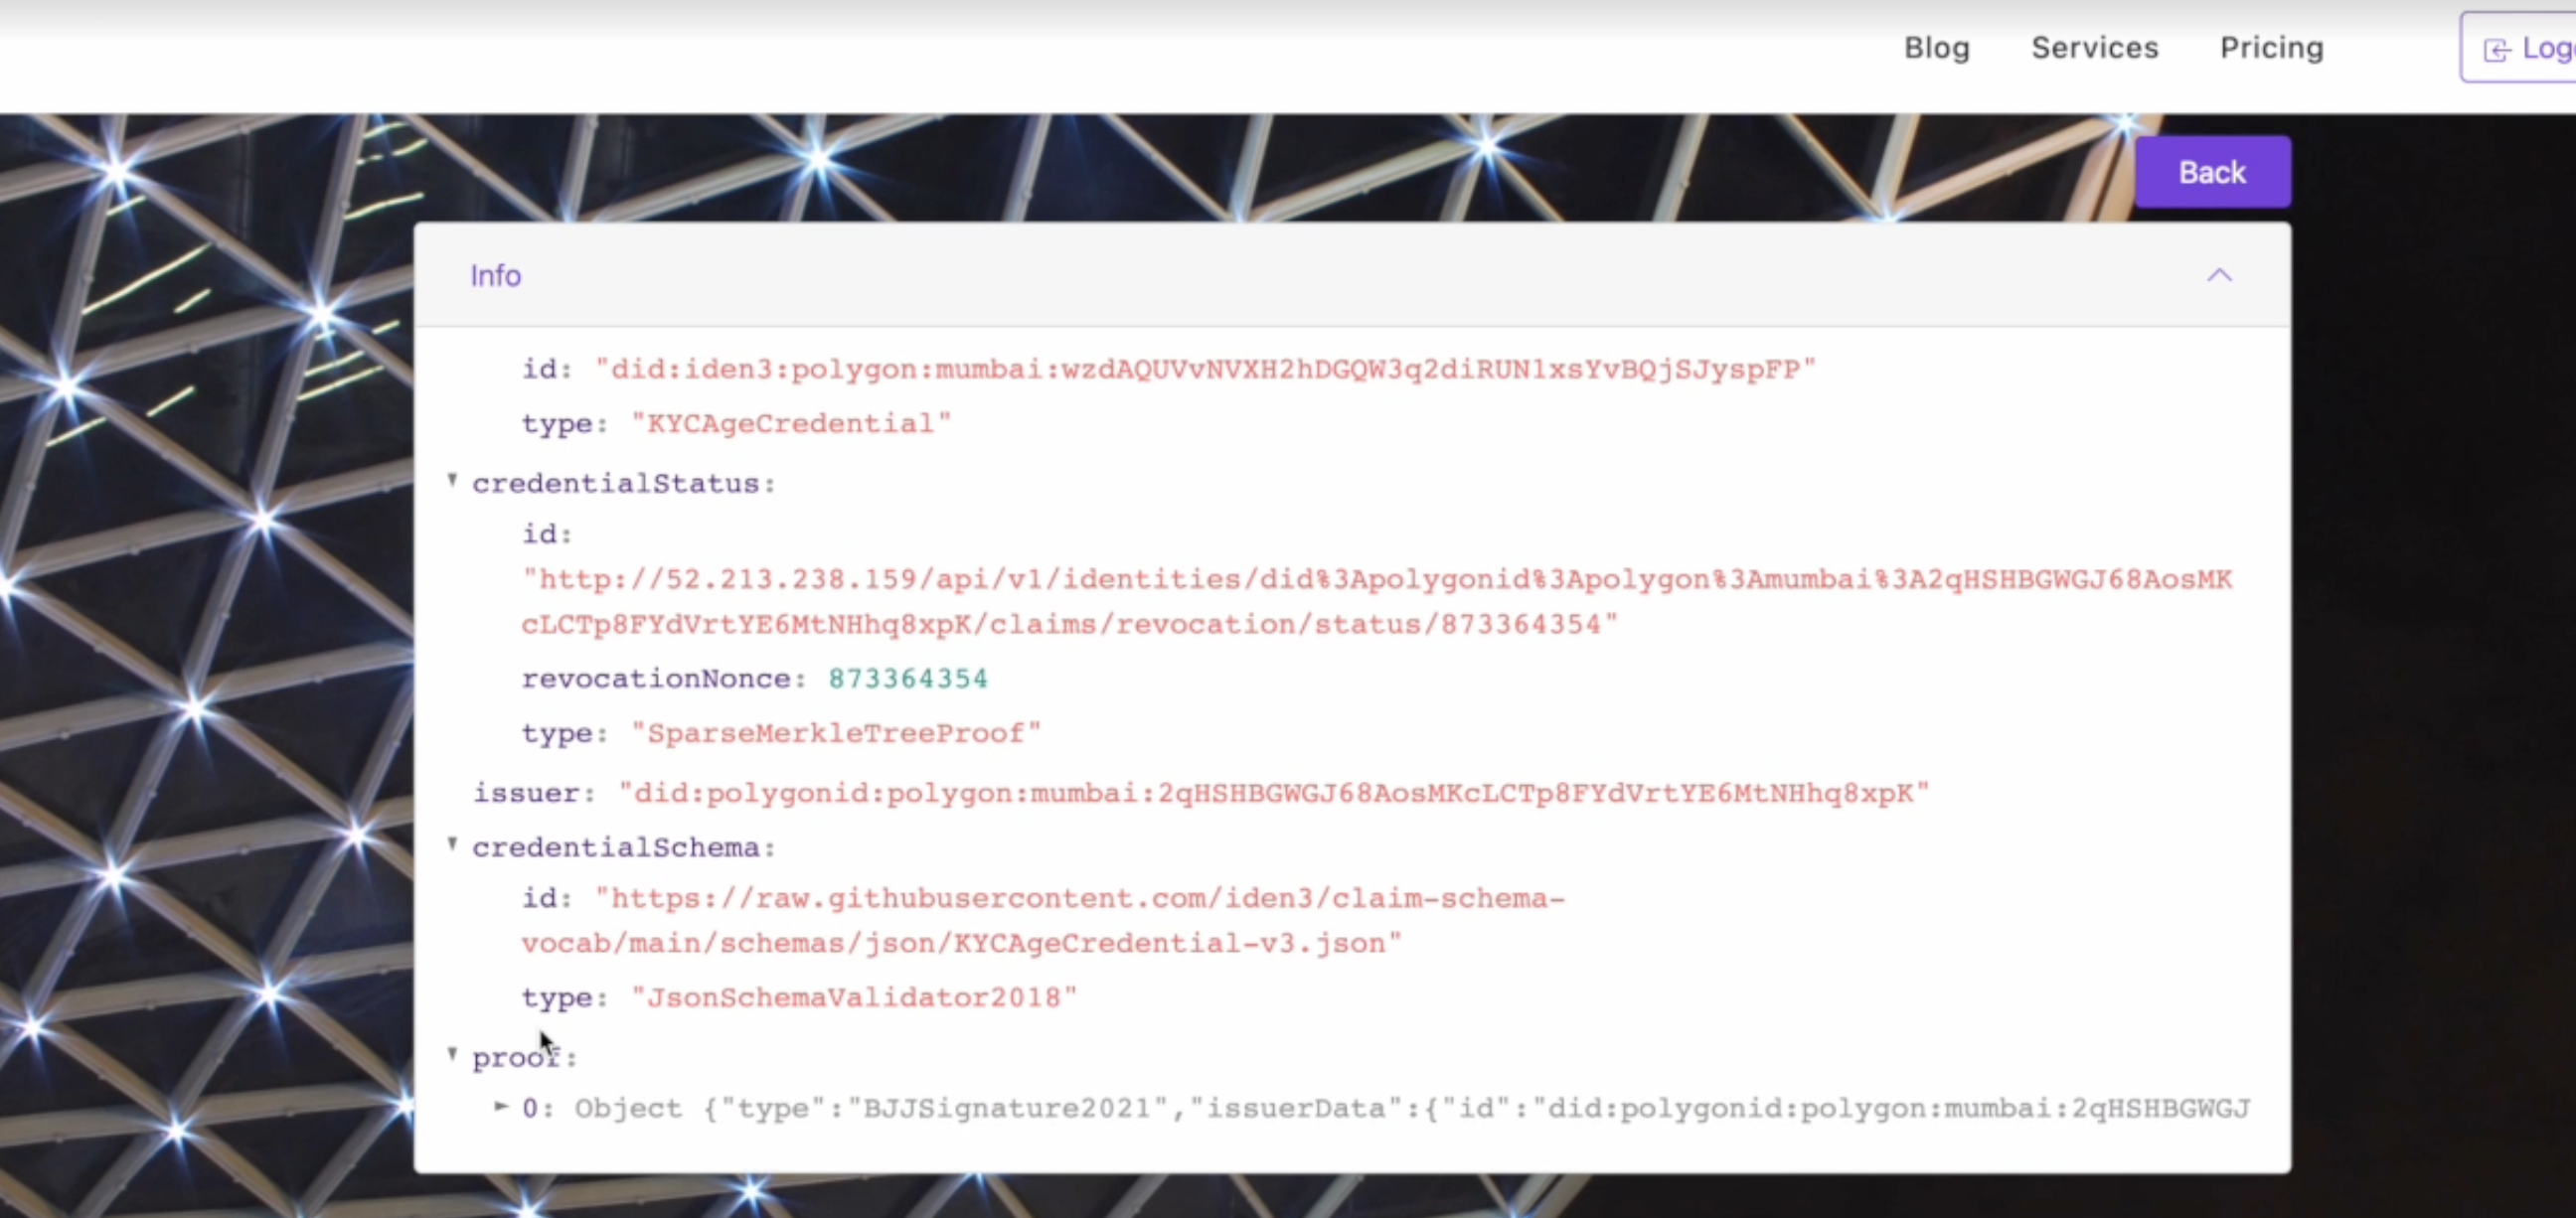 Blog Services Pricing Log
Back
Info
id: "did:iden3:polygon:mumbai:wzdAQUVvNVXH2hDGQW3q2diRUN1xsYvBQjSJyspFP"
type: "KYCAgeCredential"
credentialStatus:
id:
"http://52.213.238.159/api/v1/identities/did%3Apolygonid%3Apolygon%3Amumbai%3A2qHSHBGWGJ68AosMK
cLCTp8FYdVrtYE6MtNHhq8xpK/claims/revocation/status/873364354"
revocationNonce: 873364354
type: "SparseMerkleTreeProof"
issuer: "did:polygonid:polygon:mumbai:2qHSHBGWGJ68AosMKcLCTp8FYdVrtYE6MtNHhq8xpK"
credentialSchema:
id: "https://raw.githubusercontent.com/iden3/claim-schema-
vocab/main/schemas/json/KYCAgeCredential-v3.json"
type: "JsonSchemaValidator2018"
proof:
0: Object {"type":"BJJSignature2021","issuerData":{"id":"did:polygonid:polygon:mumbai:2qHSHBGWGJ